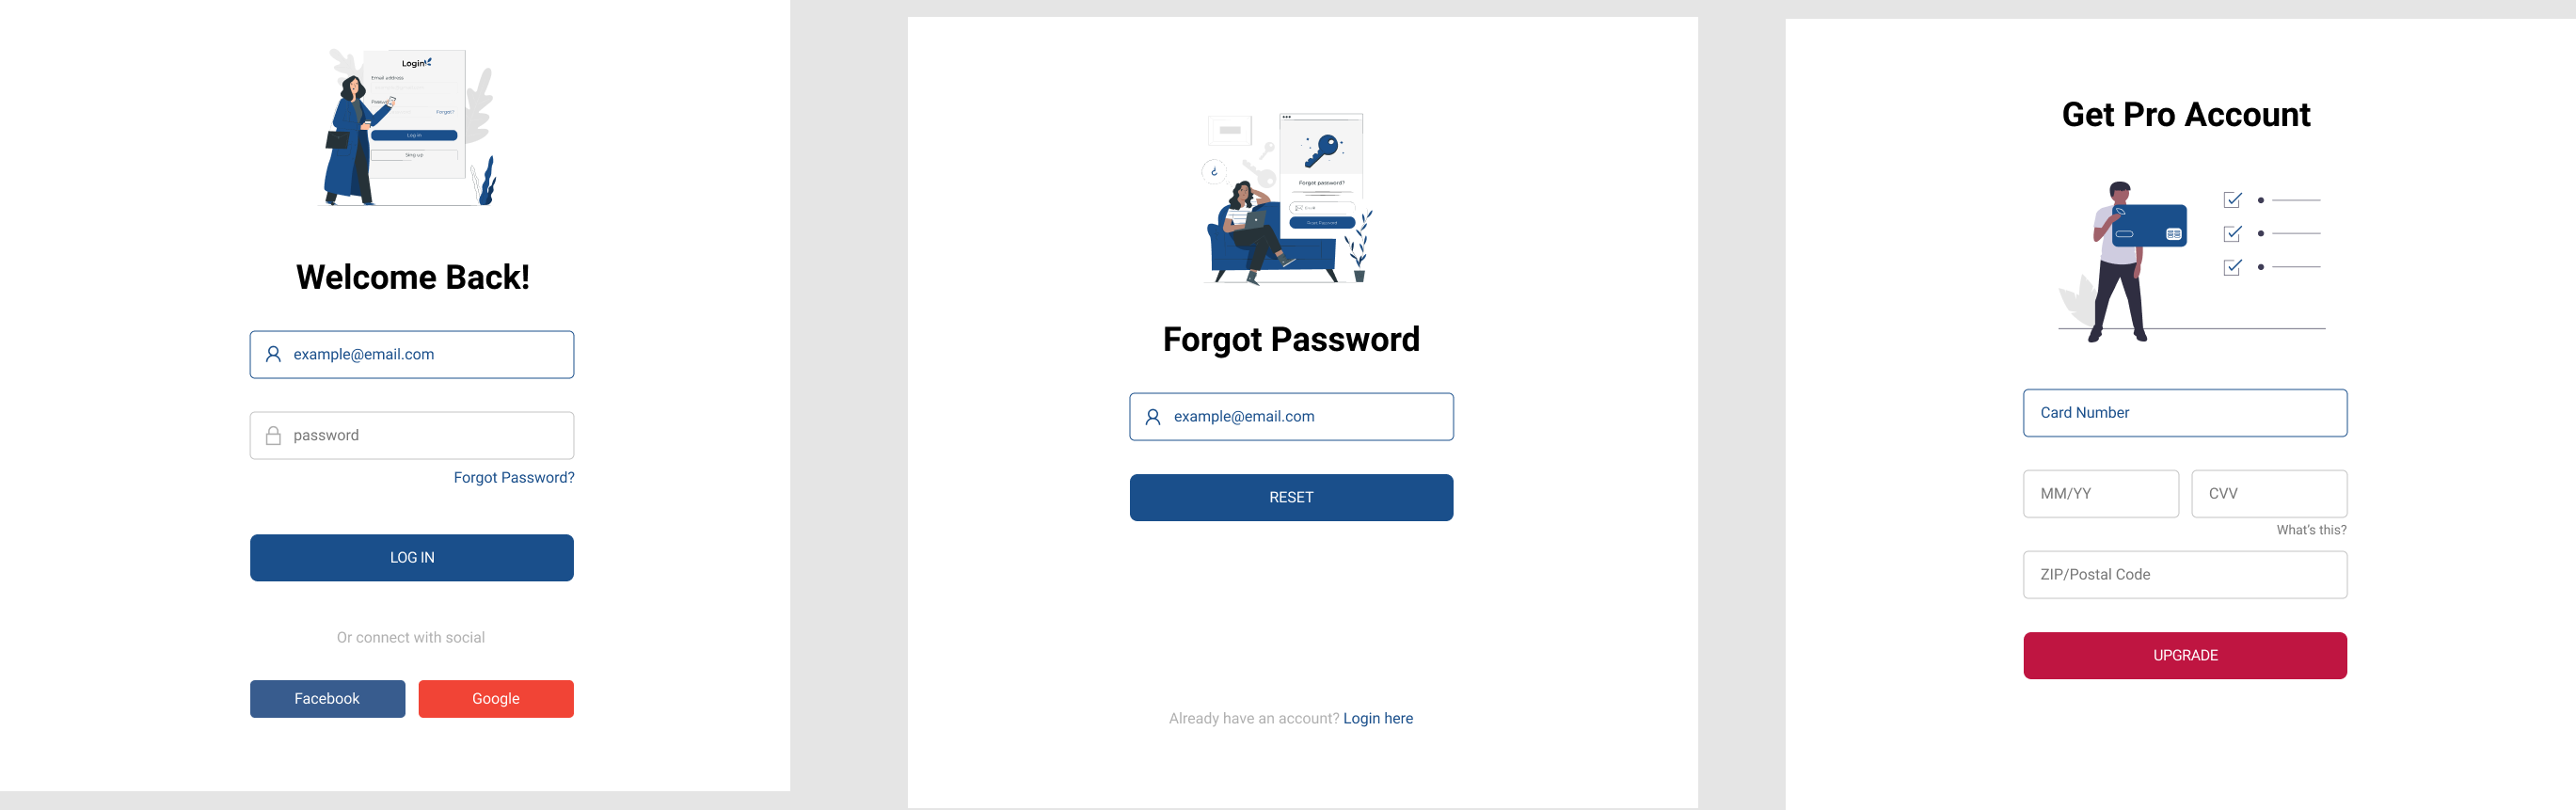 Login
Email address
Password
Forgot?
Log In
Sing up
Welcome Back!
example@email.com
password
Forgot Password?
LOG IN
Or connect with social
Facebook
Google
Forgot password?
Forgot Password
example@email.com
RESET
Already have an account? Login here
Get Pro Account
Card Number
MM/YY
CVV
What's this?
ZIP/Postal Code
UPGRADE